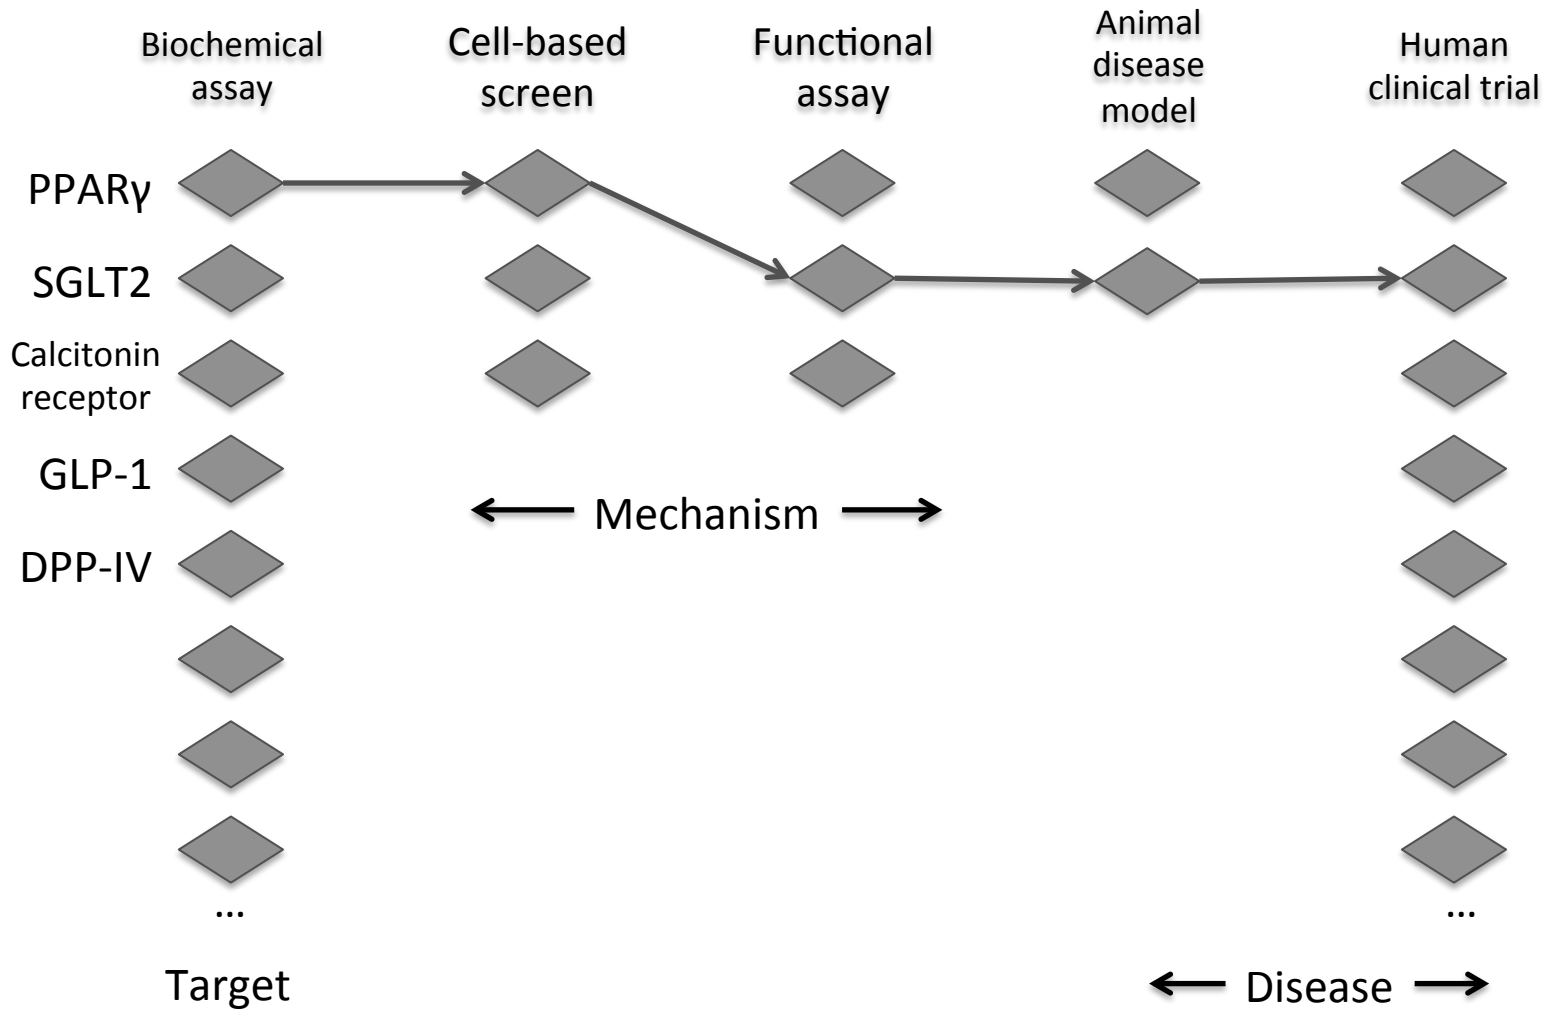 Biochemical
assay
Cell-based
screen
Functional
assay
Animal
disease
model
Human
clinical trial
PPARγ
SGLT2
Calcitonin
receptor
GLP-1
DPP-IV
Mechanism
...
...
Target
Disease